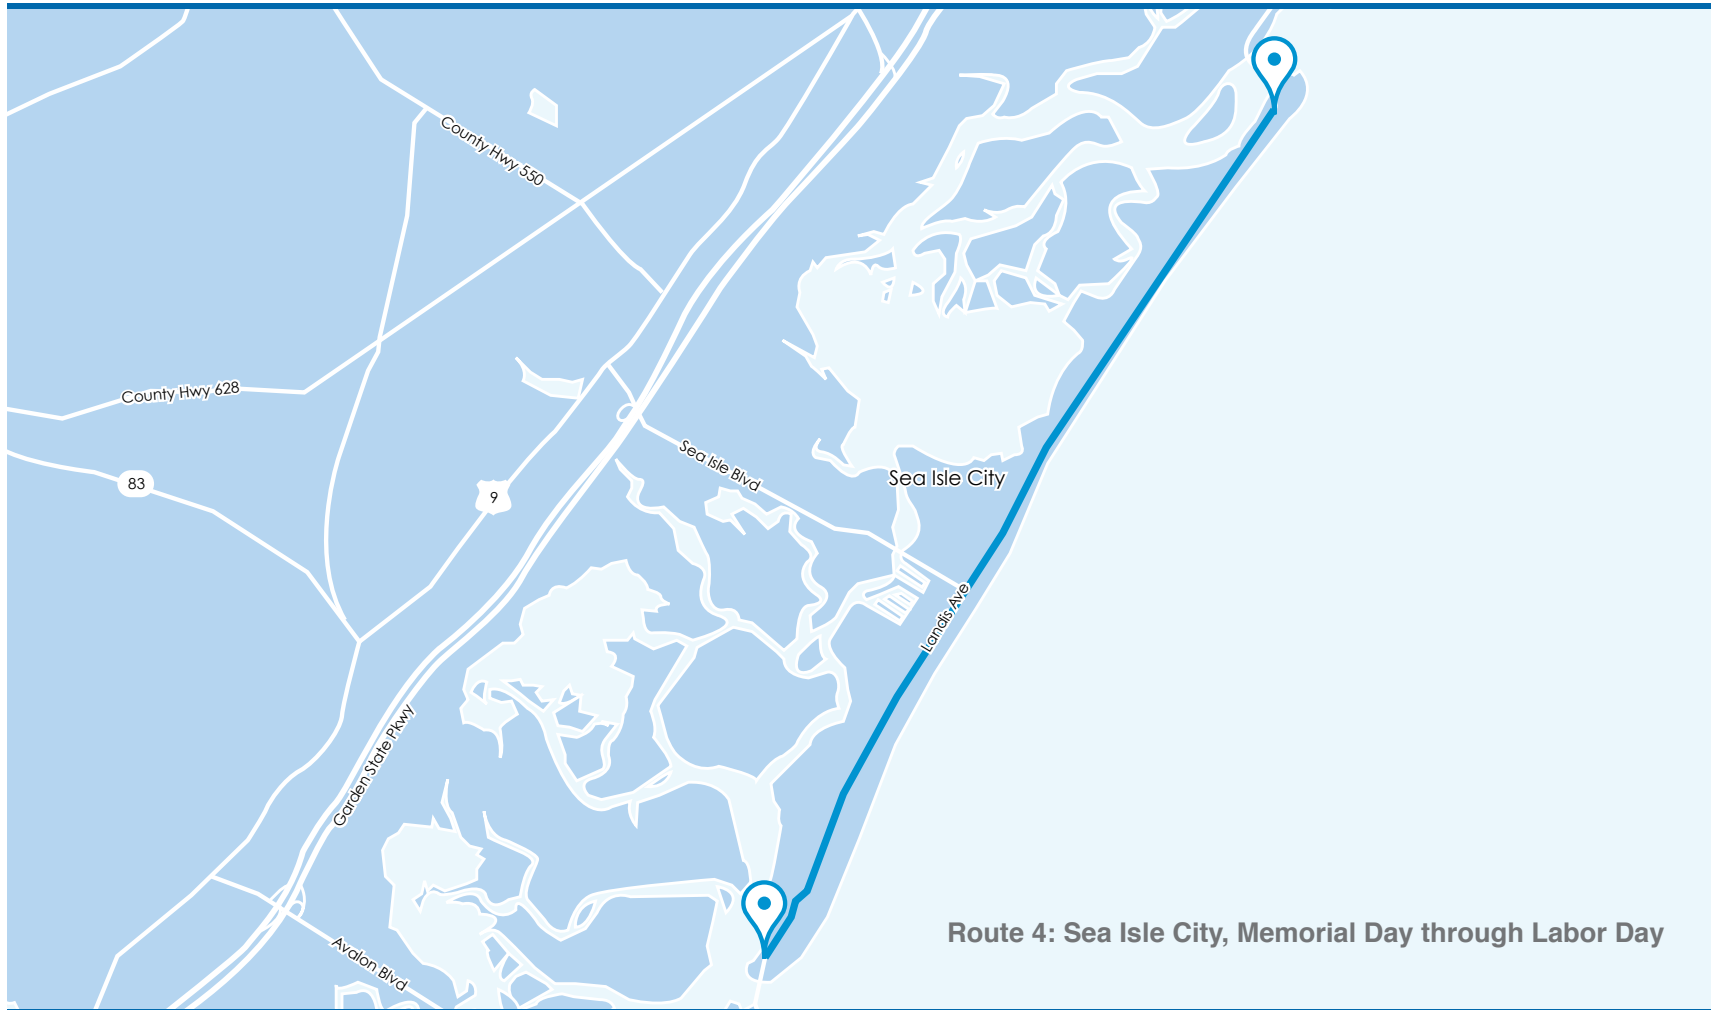 County Hwy 550
County Hwy 628
Sea Isle Blvd
Sea Isle City
83
9
Landis Ave
Garden State Pkwy
Route 4: Sea Isle City, Memorial Day through Labor Day
Avalon Blvd